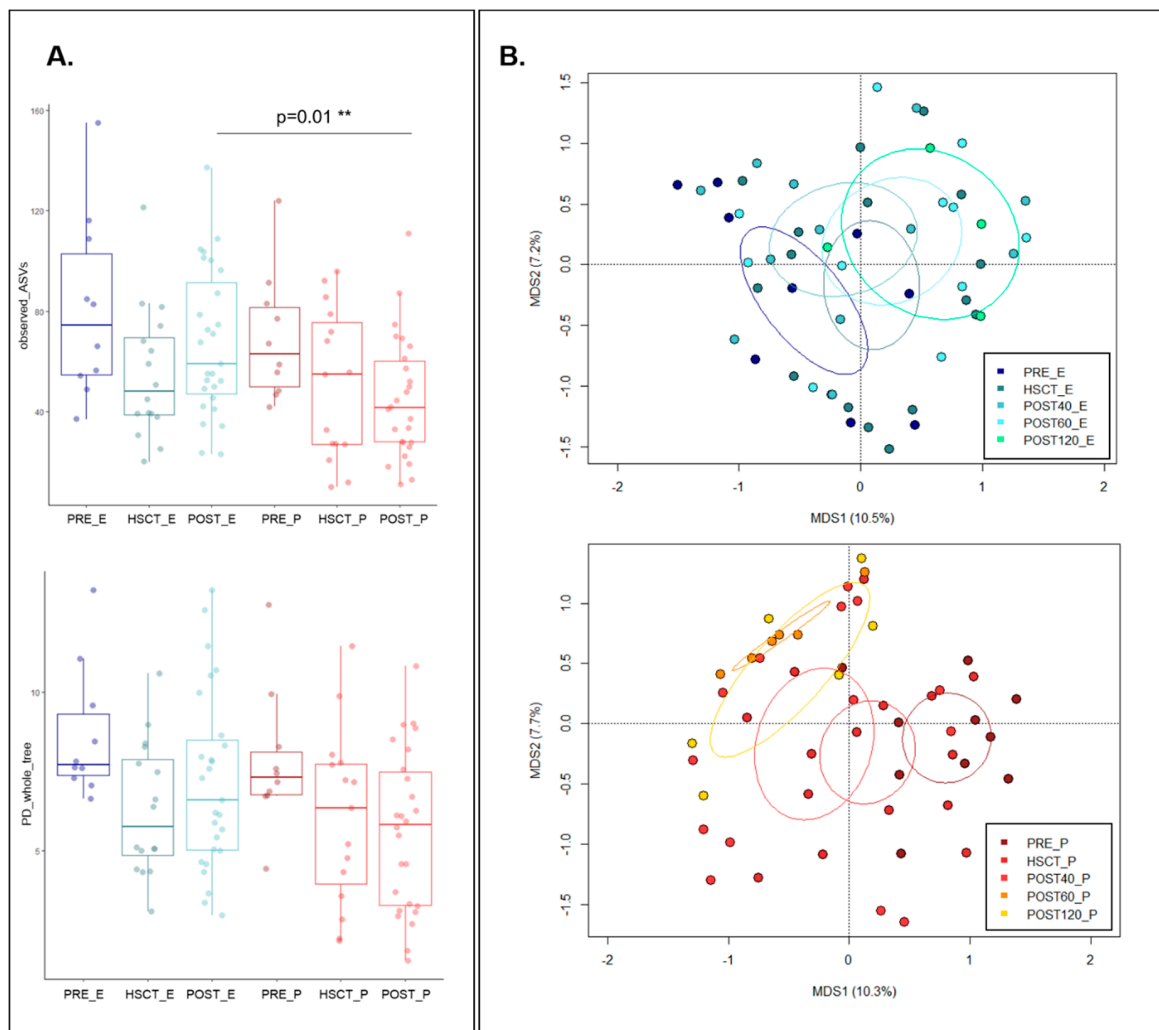 A.
p=0.01 **
observed_ASVs
160
120
80
40
PRE_E HSCT_E POST_E PRE_P HSCT_P POST_P
PD_whole_tree
10
5
PRE_E HSCT_E POST_E PRE_P HSCT_P POST_P
B.
MDS2 (7.2%)
1.5
1.0
0.5
0.0
-0.5
-1.0
-1.5
-2 -1 0 1 2
MDS1 (10.5%)
PRE_E
HSCT_E
POST40_E
POST60_E
POST120_E
MDS2 (7.7%)
1.0
0.5
0.0
-0.5
-1.0
-1.5
-2 -1 0 1 2
MDS1 (10.3%)
PRE_P
HSCT_P
POST40_P
POST60_P
POST120_P